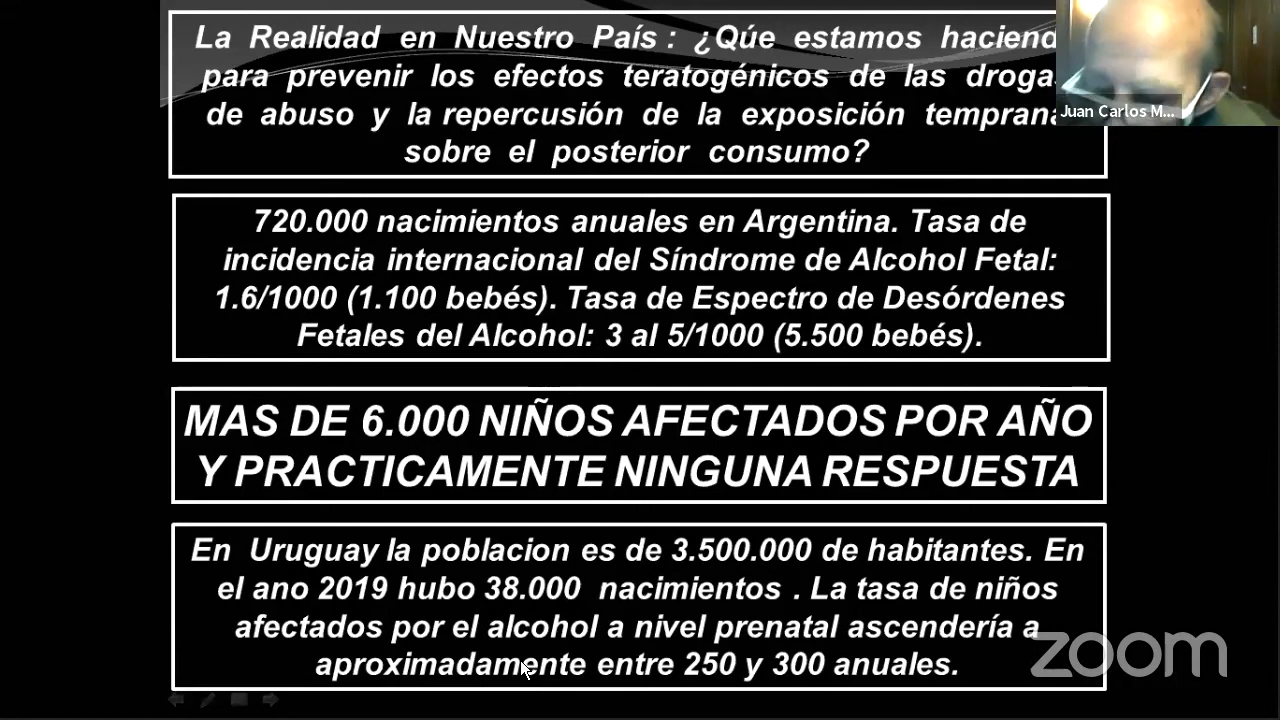 La Realidad en Nuestro País : ¿Qúe estamos haciend
para prevenir los efectos teratogénicos de las droga
de abuso y la repercusión de la exposición temprana
sobre el posterior consumo?
Juan Carlos M...
720.000 nacimientos anuales en Argentina. Tasa de
incidencia internacional del Síndrome de Alcohol Fetal:
1.6/1000 (1.100 bebés). Tasa de Espectro de Desórdenes
Fetales del Alcohol: 3 al 5/1000 (5.500 bebés).
MAS DE 6.000 NIÑOS AFECTADOS POR AÑO
Y PRACTICAMENTE NINGUNA RESPUESTA
En Uruguay la poblacion es de 3.500.000 de habitantes. En
el ano 2019 hubo 38.000 nacimientos . La tasa de niños
afectados por el alcohol a nivel prenatal ascendería a
aproximadamente entre 250 y 300 anuales.
zoom